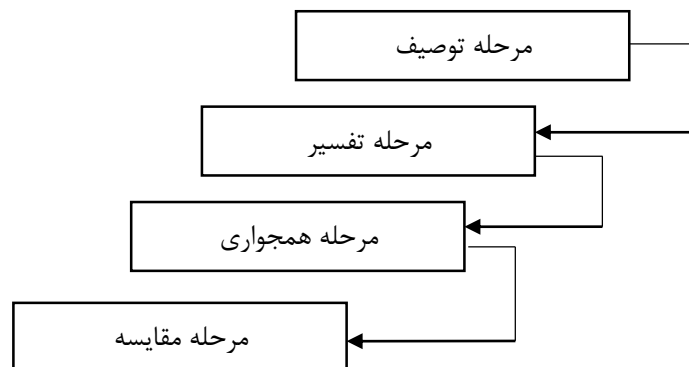 مرحله توصیف
مرحله تفسیر
مرحله همجواری
مرحله مقایسه